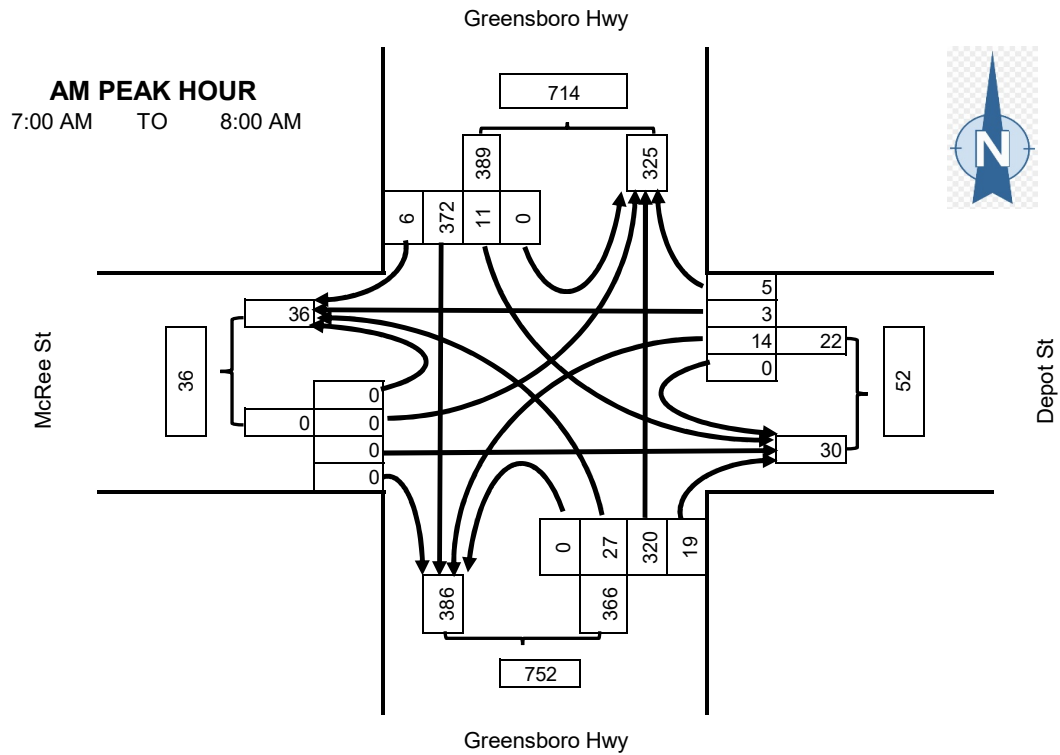 Greensboro Hwy
AM PEAK HOUR
7:00 AM TO 8:00 AM
714
389
325
6 372 11 0
N
36
5
3
14 22
0
McRee St
36
52
Depot St
0
0 0
0
0
30
0 27 320 19
386
366
752
Greensboro Hwy